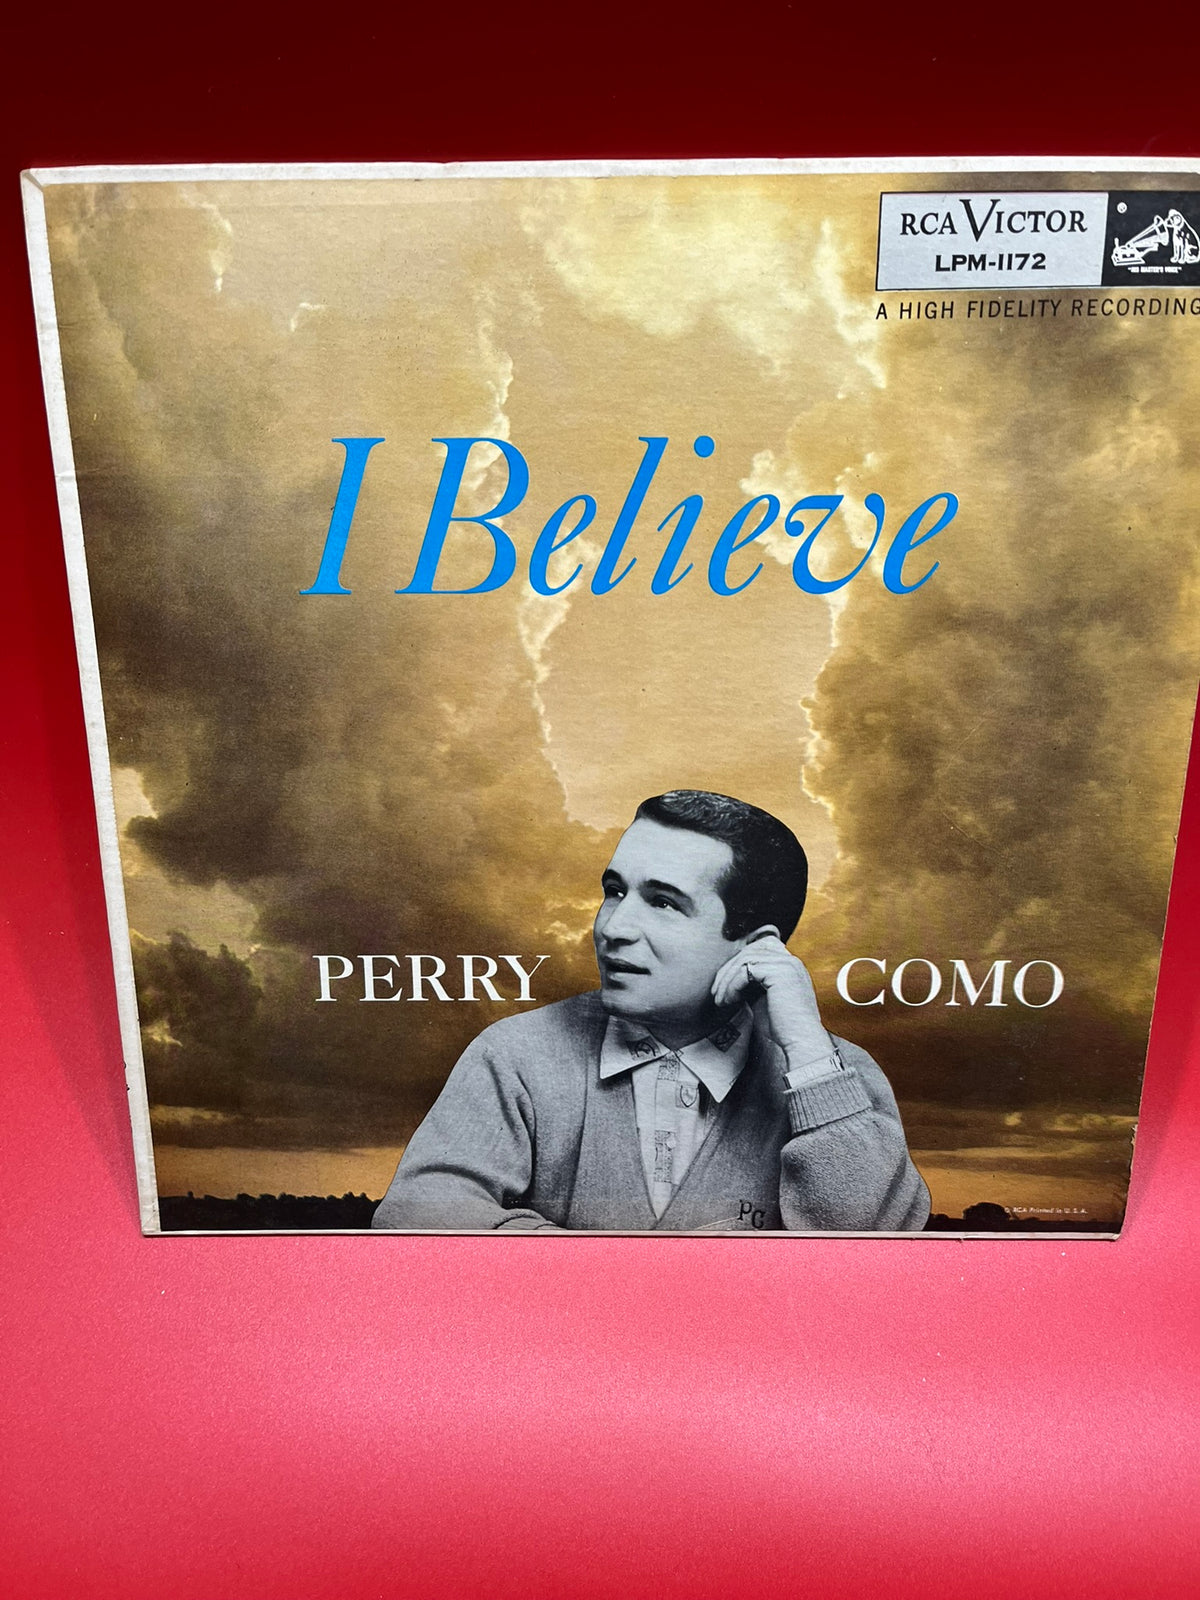 RCA VICTOR
LPM-1172
"HIS MASTER'S VOICE"
A HIGH FIDELITY RECORDING
I Believe
PERRY COMO
PC
© RCA Printed in U. S. A.